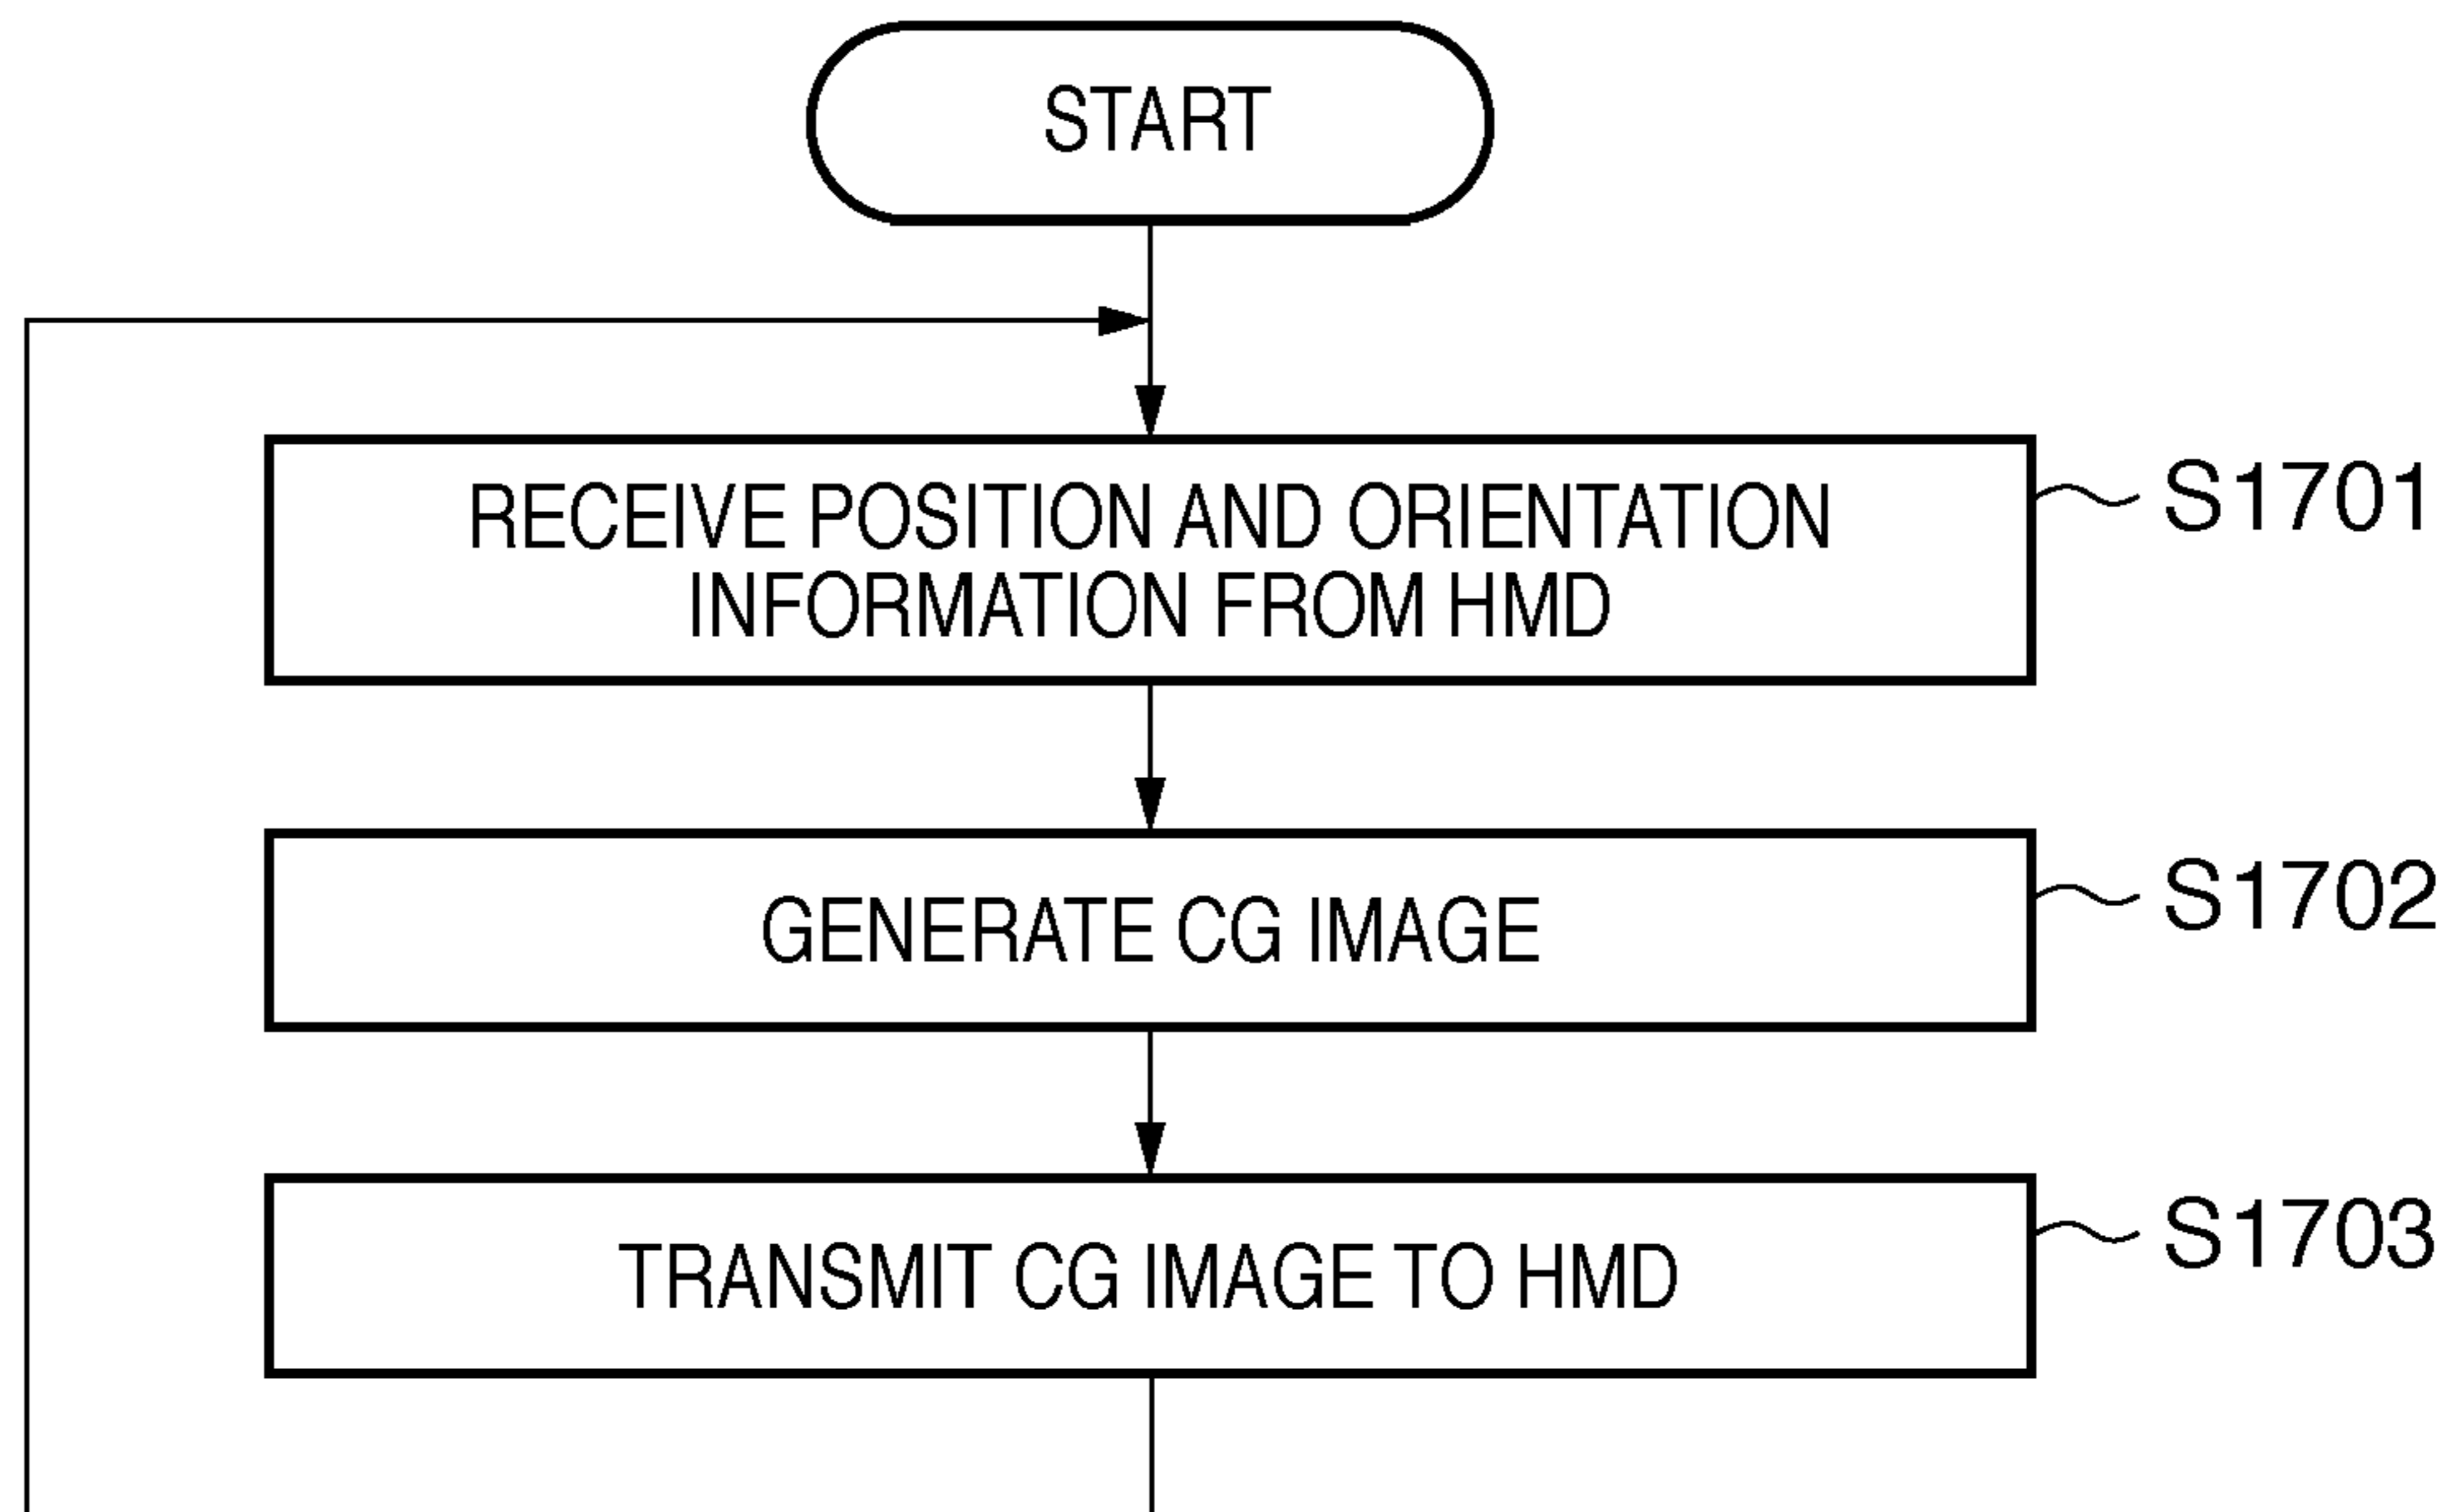 START
RECEIVE POSITION AND ORIENTATION
INFORMATION FROM HMD
S1701
GENERATE CG IMAGE
S1702
TRANSMIT CG IMAGE TO HMD
S1703